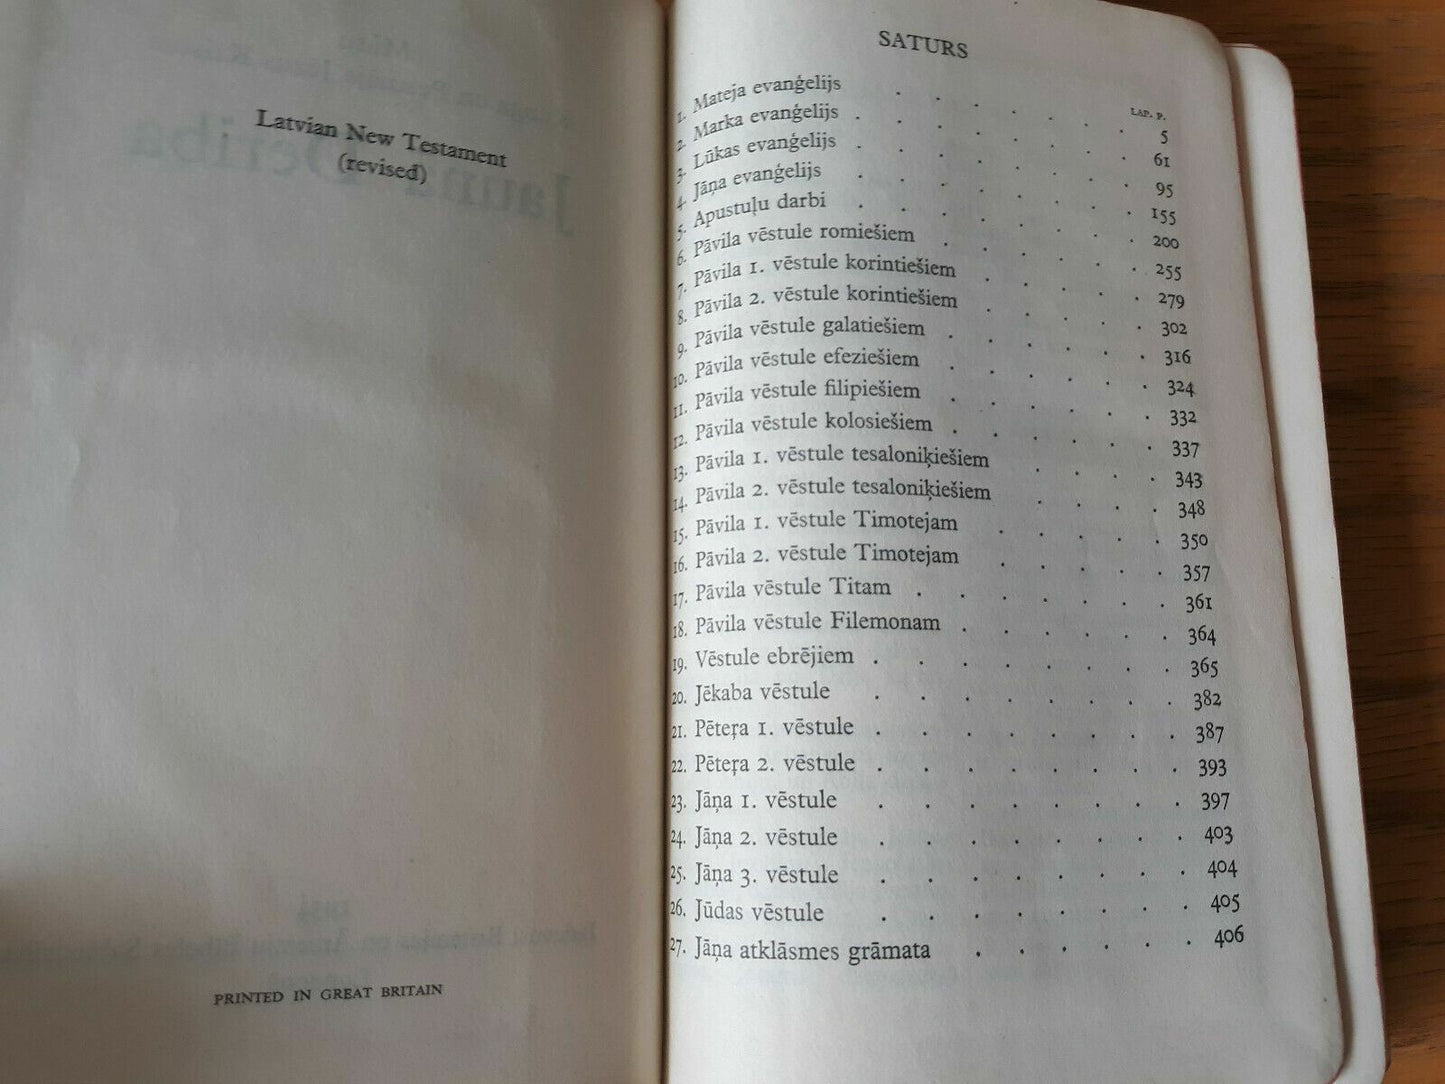 Latvian New Testament
(revised)
PRINTED IN GREAT BRITAIN
SATURS
LAP. P.
1. Mateja evanģelijs 5
2. Marka evanģelijs 61
3. Lūkas evanģelijs 95
4. Jāņa evanģelijs 155
5. Apustuļu darbi 200
6. Pāvila vēstule romiešiem 255
7. Pāvila 1. vēstule korintiešiem 279
8. Pāvila 2. vēstule korintiešiem 302
9. Pāvila vēstule galatiešiem 316
10. Pāvila vēstule efeziešiem 324
11. Pāvila vēstule filipiešiem 332
12. Pāvila vēstule kolosiešiem 337
13. Pāvila 1. vēstule tesaloniķiešiem 343
14. Pāvila 2. vēstule tesaloniķiešiem 348
15. Pāvila 1. vēstule Timotejam 350
16. Pāvila 2. vēstule Timotejam 357
17. Pāvila vēstule Titam 361
18. Pāvila vēstule Filemonam 364
19. Vēstule ebrējiem 365
20. Jēkaba vēstule 382
21. Pēteŗa 1. vēstule 387
22. Pēteŗa 2. vēstule 393
23. Jāņa 1. vēstule 397
24. Jāņa 2. vēstule 403
25. Jāņa 3. vēstule 404
26. Jūdas vēstule 405
27. Jāņa atklāsmes grāmata 406